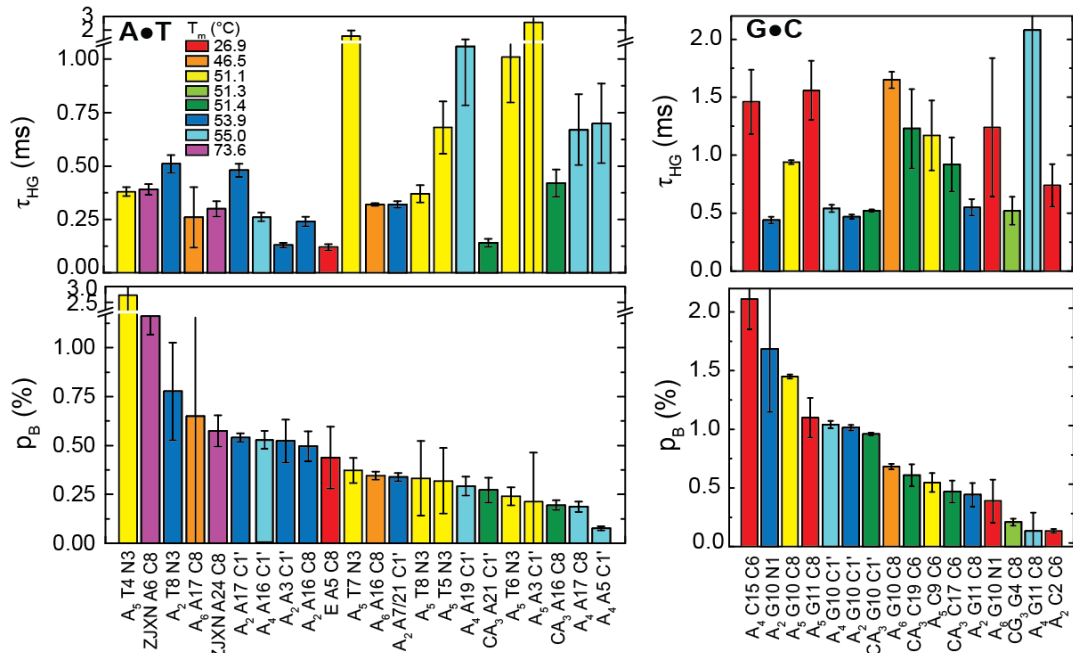 A●T
T_m (°C)
26.9
46.5
51.1
51.3
51.4
53.9
55.0
73.6
τ_HG (ms)
3
2
1.00
0.75
0.50
0.25
0.00
p_B (%)
3.0
2.5
1.00
0.75
0.50
0.25
0.00
A₅ T4 N3
ZJXN A6 C8
A₂ T8 N3
A₆ A17 C8
ZJXN A24 C8
A₂ A17 C1'
A₄ A16 C1'
A₂ A3 C1'
A₂ A16 C8
E A5 C8
A₅ T7 N3
A₆ A16 C8
A₂ A7/21 C1'
A₅ T8 N3
A₅ T5 N3
A₄ A19 C1'
CA₃ A21 C1'
A₅ T6 N3
A₅ A3 C1'
CA₃ A16 C8
A₄ A17 C8
A₄ A5 C1'
G●C
τ_HG (ms)
2.0
1.5
1.0
0.5
0.0
p_B (%)
2.0
1.5
1.0
0.5
0.0
A₄ C15 C6
A₂ G10 N1
A₅ G10 C8
A₅ G11 C8
A₄ G10 C1'
A₂ G10 C1'
CA₃ G10 C1'
A₆ G10 C8
CA₃ C19 C6
A₅ C9 C6
CA₃ C17 C6
A₂ G11 C8
A₆ G10 N1
CG₃ G4 C8
A₄ G11 C8
A₂ C2 C6